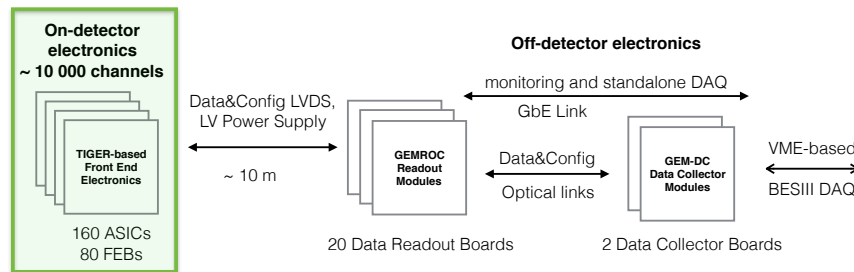 On-detector
electronics
~ 10 000 channels
TIGER-based
Front End
Electronics
160 ASICs
80 FEBs
Data&Config LVDS,
LV Power Supply
~ 10 m
Off-detector electronics
monitoring and standalone DAQ
GbE Link
GEMROC
Readout
Modules
20 Data Readout Boards
Data&Config
Optical links
GEM-DC
Data Collector
Modules
2 Data Collector Boards
VME-based
BESIII DAQ